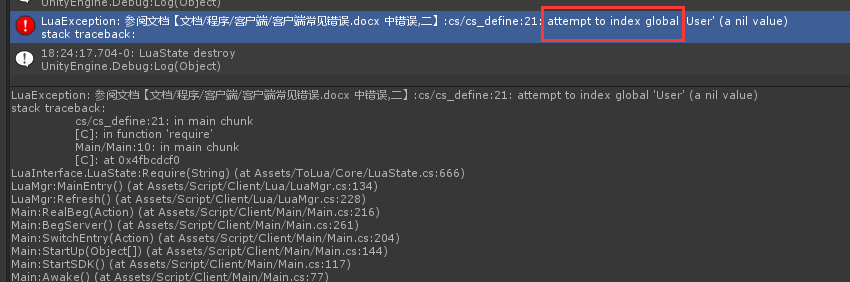 LuaException: 参阅文档【文档/程序/客户端/客户端常见错误.docx 中错误,二】:cs/cs_define:21: attempt to index global 'User' (a nil value)
stack traceback:
18:24:17.704-0: LuaState destroy
UnityEngine.Debug:Log(Object)
LuaException: 参阅文档【文档/程序/客户端/客户端常见错误.docx 中错误,二】:cs/cs_define:21: attempt to index global 'User' (a nil value)
stack traceback:
cs/cs_define:21: in main chunk
[C]: in function 'require'
Main/Main:10: in main chunk
[C]: at 0x4fbcdcf0
LuaInterface.LuaState:Require(String) (at Assets/ToLua/Core/LuaState.cs:666)
LuaMgr:MainEntry() (at Assets/Script/Client/Lua/LuaMgr.cs:134)
LuaMgr:Refresh() (at Assets/Script/Client/Lua/LuaMgr.cs:228)
Main:RealBeg(Action) (at Assets/Script/Client/Main/Main.cs:216)
Main:BegServer() (at Assets/Script/Client/Main/Main.cs:261)
Main:SwitchEntry(Action) (at Assets/Script/Client/Main/Main.cs:204)
Main:StartUp(Object[]) (at Assets/Script/Client/Main/Main.cs:144)
Main:StartSDK() (at Assets/Script/Client/Main/Main.cs:117)
Main:Awake() (at Assets/Script/Client/Main/Main.cs:77)